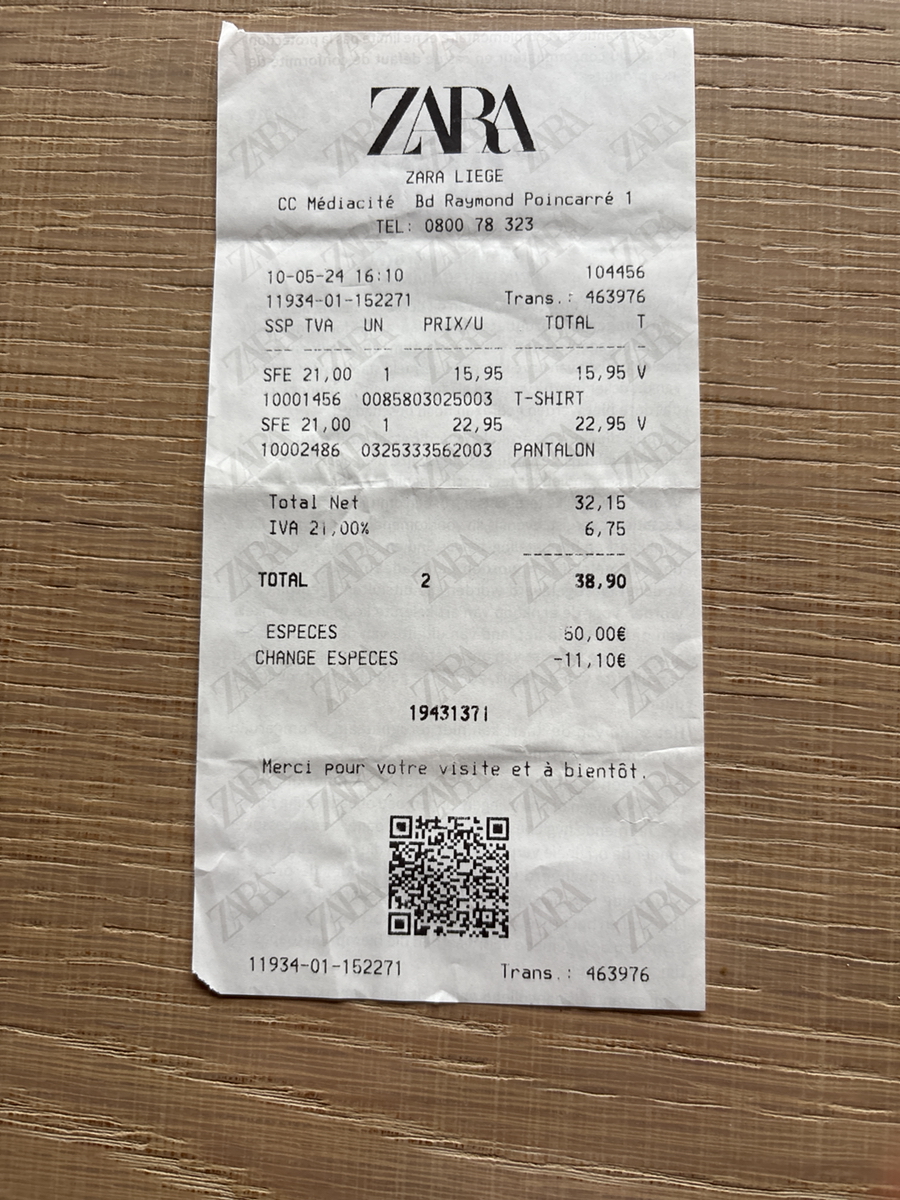 ZARA
ZARA LIEGE
CC Médiacité Bd Raymond Poincarré 1
TEL: 0800 78 323
10-05-24 16:10 104456
11934-01-152271 Trans.: 463976
SSP TVA UN PRIX/U TOTAL T
--- ----- --- ---------- ----------- -
SFE 21,00 1 15,95 15,95 V
10001456 0085803025003 T-SHIRT
SFE 21,00 1 22,95 22,95 V
10002486 0325333562003 PANTALON
Total Net 32,15
IVA 21,00% 6,75
-----------
TOTAL 2 38,90
ESPECES 50,00€
CHANGE ESPECES -11,10€
19431371
Merci pour votre visite et à bientôt.
11934-01-152271 Trans.: 463976